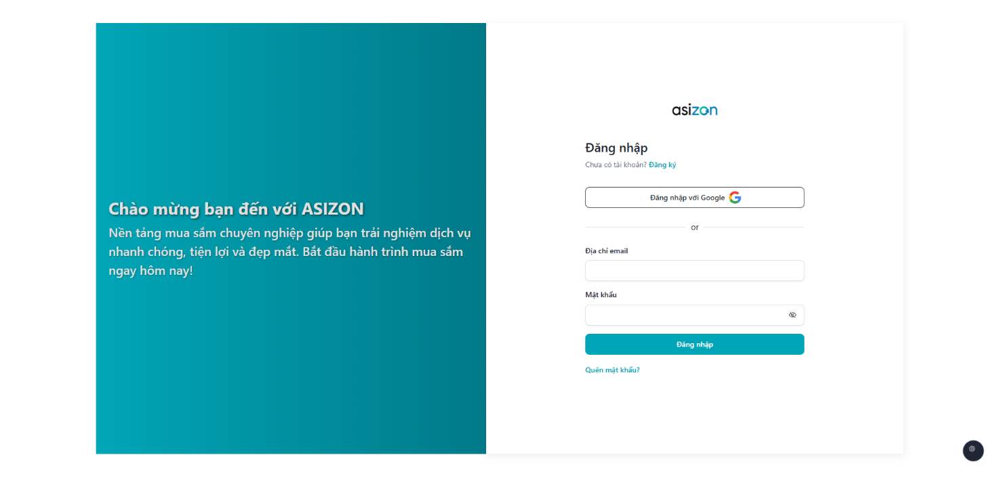 Chào mừng bạn đến với ASIZON
Nền tảng mua sắm chuyên nghiệp giúp bạn trải nghiệm dịch vụ
nhanh chóng, tiện lợi và đẹp mắt. Bắt đầu hành trình mua sắm
ngay hôm nay!
asizon
Đăng nhập
Chưa có tài khoản? Đăng ký
Đăng nhập với Google
or
Địa chỉ email
Mật khẩu
Đăng nhập
Quên mật khẩu?